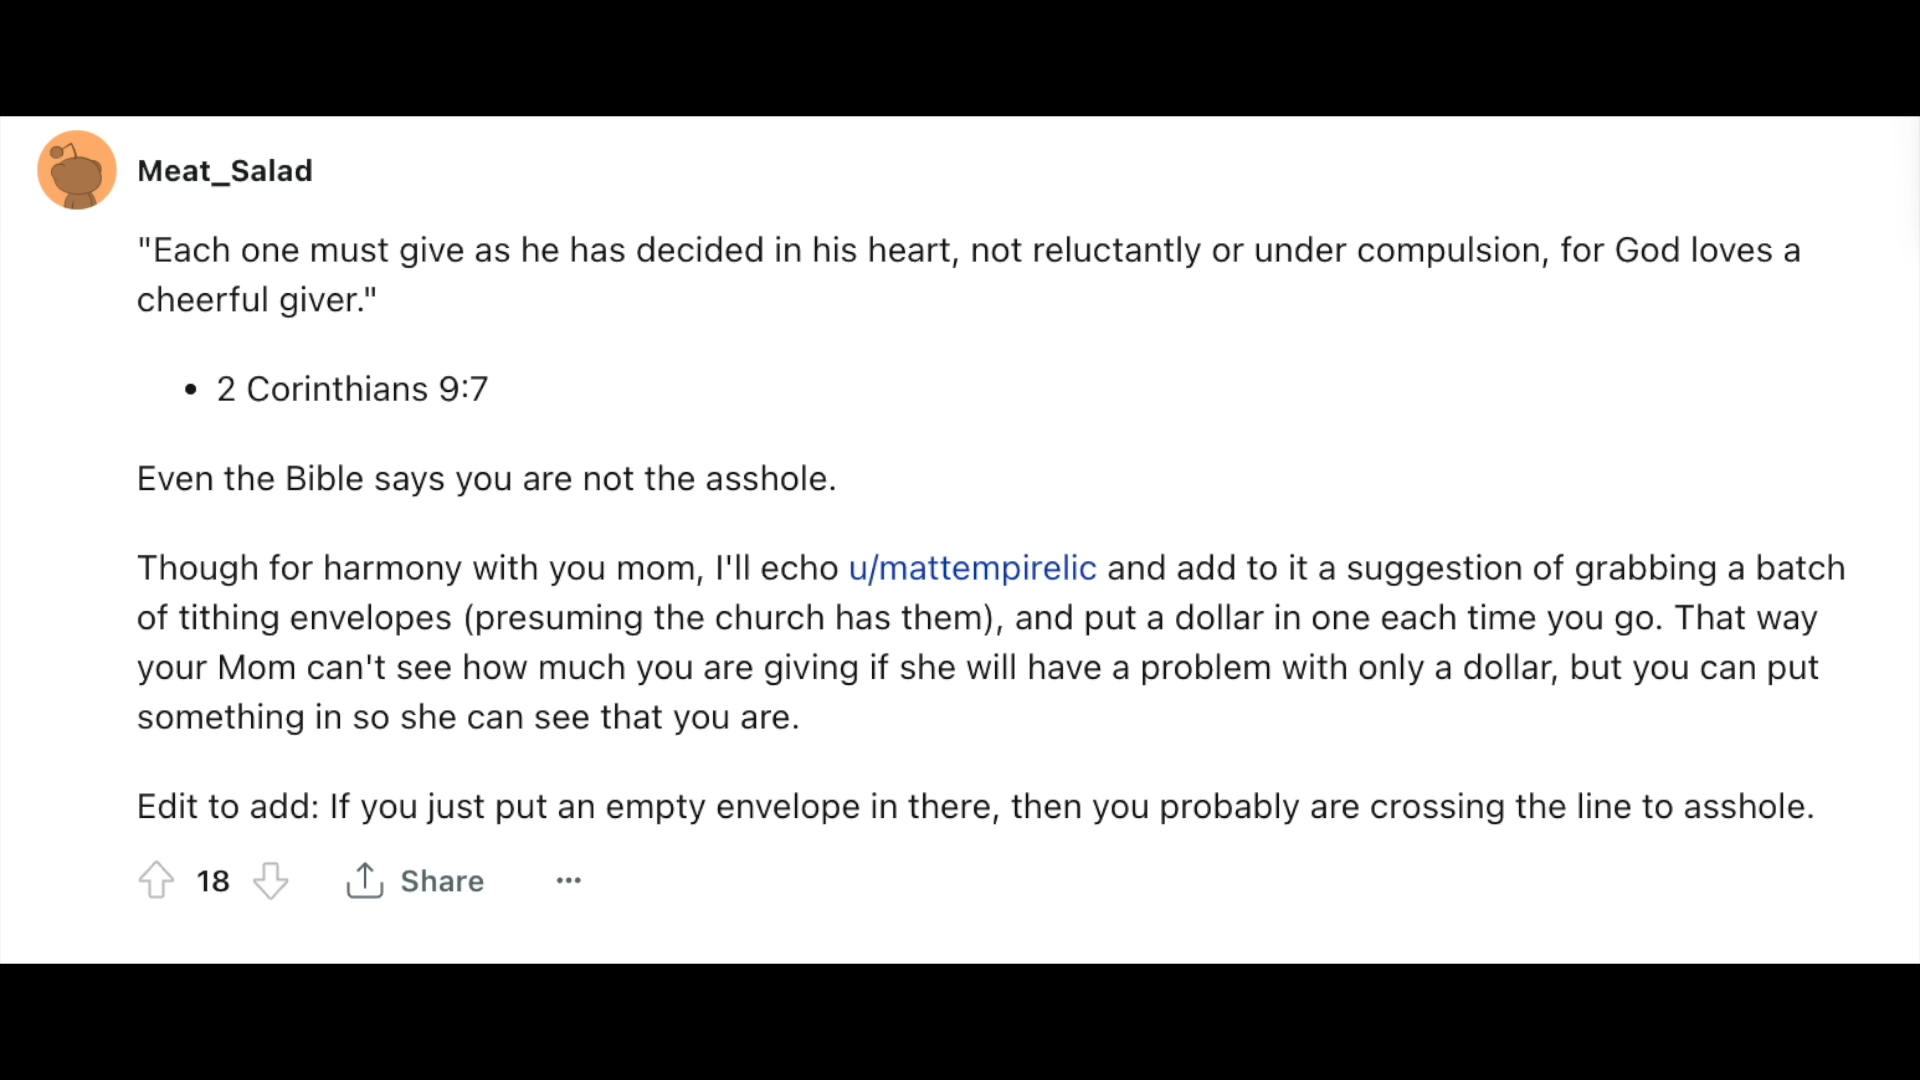 Meat_Salad
"Each one must give as he has decided in his heart, not reluctantly or under compulsion, for God loves a
cheerful giver."
• 2 Corinthians 9:7
Even the Bible says you are not the asshole.
Though for harmony with you mom, I'll echo u/mattempirelic and add to it a suggestion of grabbing a batch
of tithing envelopes (presuming the church has them), and put a dollar in one each time you go. That way
your Mom can't see how much you are giving if she will have a problem with only a dollar, but you can put
something in so she can see that you are.
Edit to add: If you just put an empty envelope in there, then you probably are crossing the line to asshole.
18 Share ...